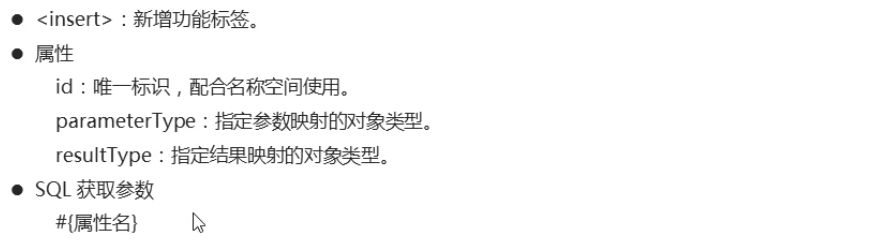 ● <insert>：新增功能标签。
● 属性
id：唯一标识，配合名称空间使用。
parameterType：指定参数映射的对象类型。
resultType：指定结果映射的对象类型。
● SQL 获取参数
#{属性名}